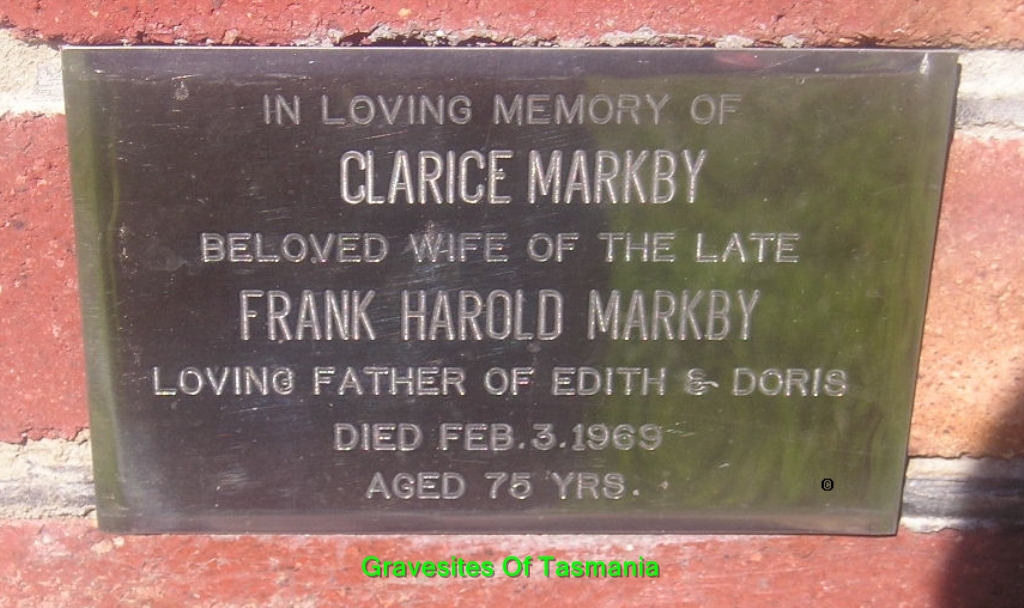 IN LOVING MEMORY OF
CLARICE MARKBY
BELOVED WIFE OF THE LATE
FRANK HAROLD MARKBY
LOVING FATHER OF EDITH & DORIS
DIED FEB. 3. 1969
AGED 75 YRS.
©
Gravesites Of Tasmania